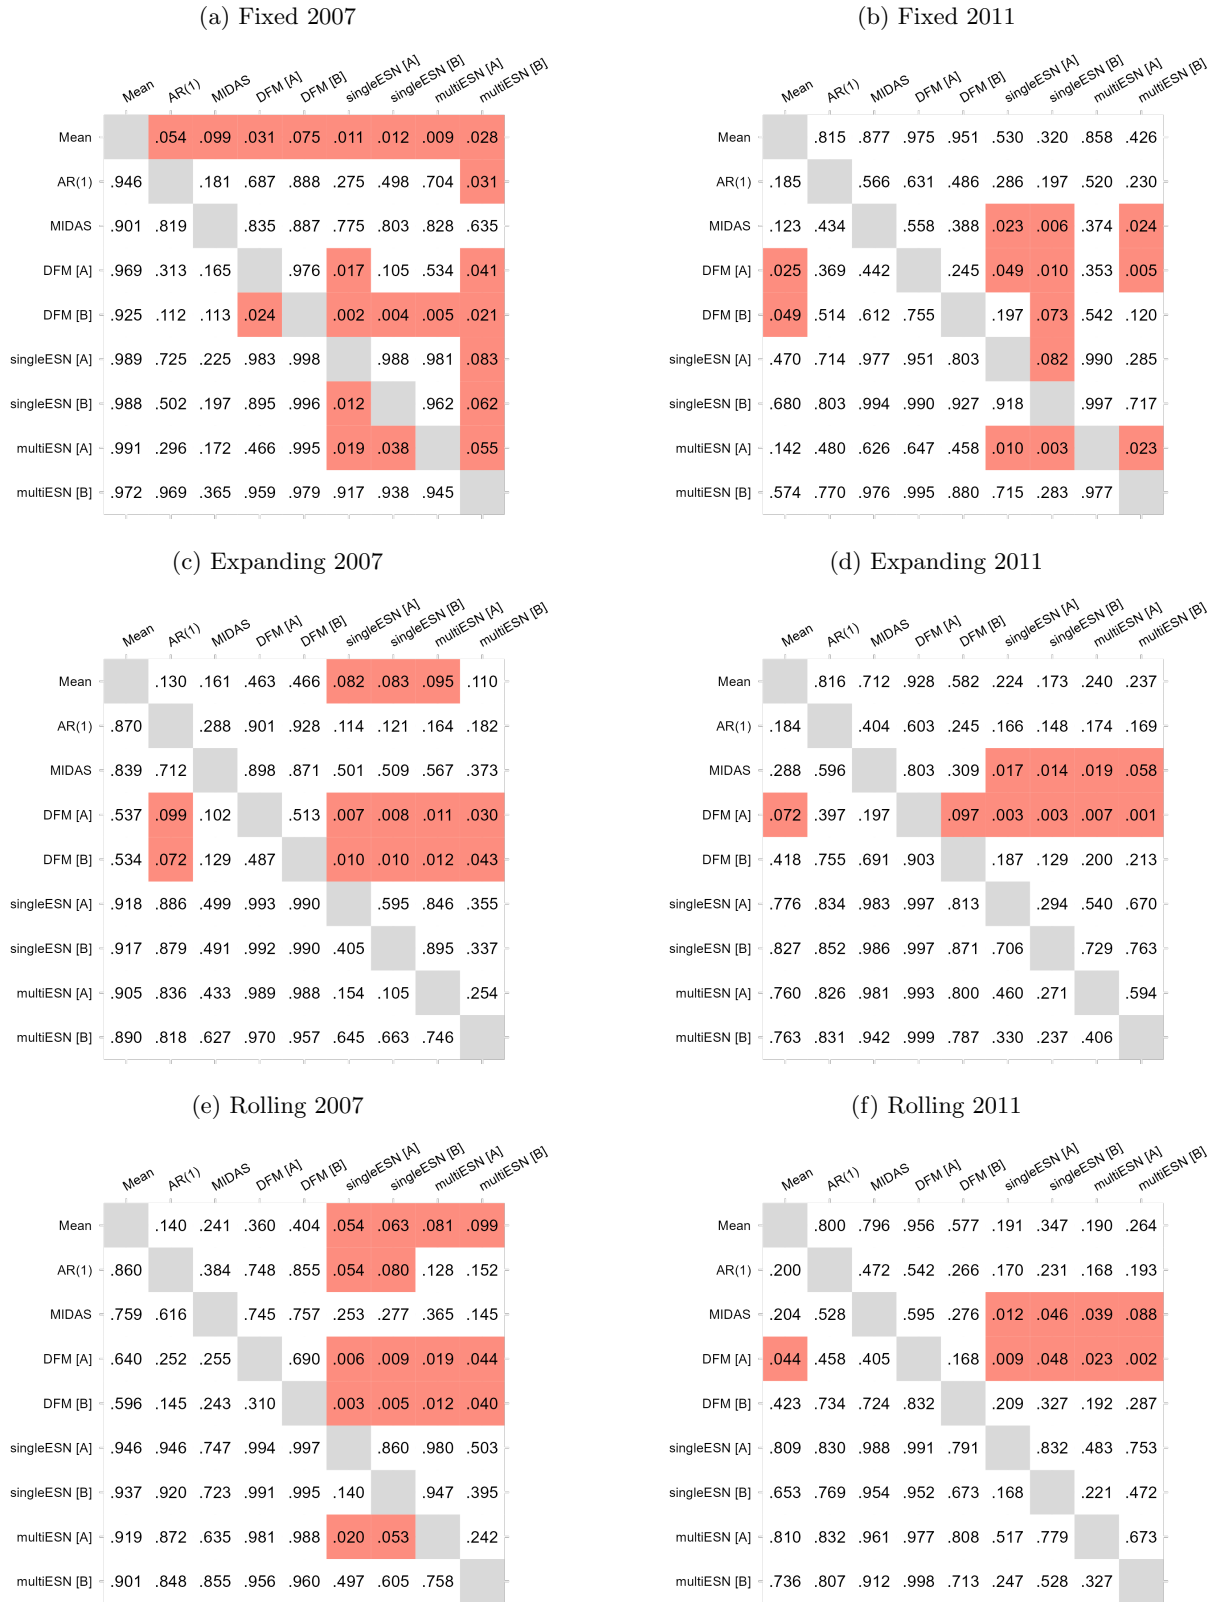 (a) Fixed 2007
Mean AR(1) MIDAS DFM [A] DFM [B] singleESN [A] singleESN [B] multiESN [A] multiESN [B]
Mean .054 .099 .031 .075 .011 .012 .009 .028
AR(1) .946 .181 .687 .888 .275 .498 .704 .031
MIDAS .901 .819 .835 .887 .775 .803 .828 .635
DFM [A] .969 .313 .165 .976 .017 .105 .534 .041
DFM [B] .925 .112 .113 .024 .002 .004 .005 .021
singleESN [A] .989 .725 .225 .983 .998 .988 .981 .083
singleESN [B] .988 .502 .197 .895 .996 .012 .962 .062
multiESN [A] .991 .296 .172 .466 .995 .019 .038 .055
multiESN [B] .972 .969 .365 .959 .979 .917 .938 .945
(b) Fixed 2011
Mean AR(1) MIDAS DFM [A] DFM [B] singleESN [A] singleESN [B] multiESN [A] multiESN [B]
Mean .815 .877 .975 .951 .530 .320 .858 .426
AR(1) .185 .566 .631 .486 .286 .197 .520 .230
MIDAS .123 .434 .558 .388 .023 .006 .374 .024
DFM [A] .025 .369 .442 .245 .049 .010 .353 .005
DFM [B] .049 .514 .612 .755 .197 .073 .542 .120
singleESN [A] .470 .714 .977 .951 .803 .082 .990 .285
singleESN [B] .680 .803 .994 .990 .927 .918 .997 .717
multiESN [A] .142 .480 .626 .647 .458 .010 .003 .023
multiESN [B] .574 .770 .976 .995 .880 .715 .283 .977
(c) Expanding 2007
Mean AR(1) MIDAS DFM [A] DFM [B] singleESN [A] singleESN [B] multiESN [A] multiESN [B]
Mean .130 .161 .463 .466 .082 .083 .095 .110
AR(1) .870 .288 .901 .928 .114 .121 .164 .182
MIDAS .839 .712 .898 .871 .501 .509 .567 .373
DFM [A] .537 .099 .102 .513 .007 .008 .011 .030
DFM [B] .534 .072 .129 .487 .010 .010 .012 .043
singleESN [A] .918 .886 .499 .993 .990 .595 .846 .355
singleESN [B] .917 .879 .491 .992 .990 .405 .895 .337
multiESN [A] .905 .836 .433 .989 .988 .154 .105 .254
multiESN [B] .890 .818 .627 .970 .957 .645 .663 .746
(d) Expanding 2011
Mean AR(1) MIDAS DFM [A] DFM [B] singleESN [A] singleESN [B] multiESN [A] multiESN [B]
Mean .816 .712 .928 .582 .224 .173 .240 .237
AR(1) .184 .404 .603 .245 .166 .148 .174 .169
MIDAS .288 .596 .803 .309 .017 .014 .019 .058
DFM [A] .072 .397 .197 .097 .003 .003 .007 .001
DFM [B] .418 .755 .691 .903 .187 .129 .200 .213
singleESN [A] .776 .834 .983 .997 .813 .294 .540 .670
singleESN [B] .827 .852 .986 .997 .871 .706 .729 .763
multiESN [A] .760 .826 .981 .993 .800 .460 .271 .594
multiESN [B] .763 .831 .942 .999 .787 .330 .237 .406
(e) Rolling 2007
Mean AR(1) MIDAS DFM [A] DFM [B] singleESN [A] singleESN [B] multiESN [A] multiESN [B]
Mean .140 .241 .360 .404 .054 .063 .081 .099
AR(1) .860 .384 .748 .855 .054 .080 .128 .152
MIDAS .759 .616 .745 .757 .253 .277 .365 .145
DFM [A] .640 .252 .255 .690 .006 .009 .019 .044
DFM [B] .596 .145 .243 .310 .003 .005 .012 .040
singleESN [A] .946 .946 .747 .994 .997 .860 .980 .503
singleESN [B] .937 .920 .723 .991 .995 .140 .947 .395
multiESN [A] .919 .872 .635 .981 .988 .020 .053 .242
multiESN [B] .901 .848 .855 .956 .960 .497 .605 .758
(f) Rolling 2011
Mean AR(1) MIDAS DFM [A] DFM [B] singleESN [A] singleESN [B] multiESN [A] multiESN [B]
Mean .800 .796 .956 .577 .191 .347 .190 .264
AR(1) .200 .472 .542 .266 .170 .231 .168 .193
MIDAS .204 .528 .595 .276 .012 .046 .039 .088
DFM [A] .044 .458 .405 .168 .009 .048 .023 .002
DFM [B] .423 .734 .724 .832 .209 .327 .192 .287
singleESN [A] .809 .830 .988 .991 .791 .832 .483 .753
singleESN [B] .653 .769 .954 .952 .673 .168 .221 .472
multiESN [A] .810 .832 .961 .977 .808 .517 .779 .673
multiESN [B] .736 .807 .912 .998 .713 .247 .528 .327